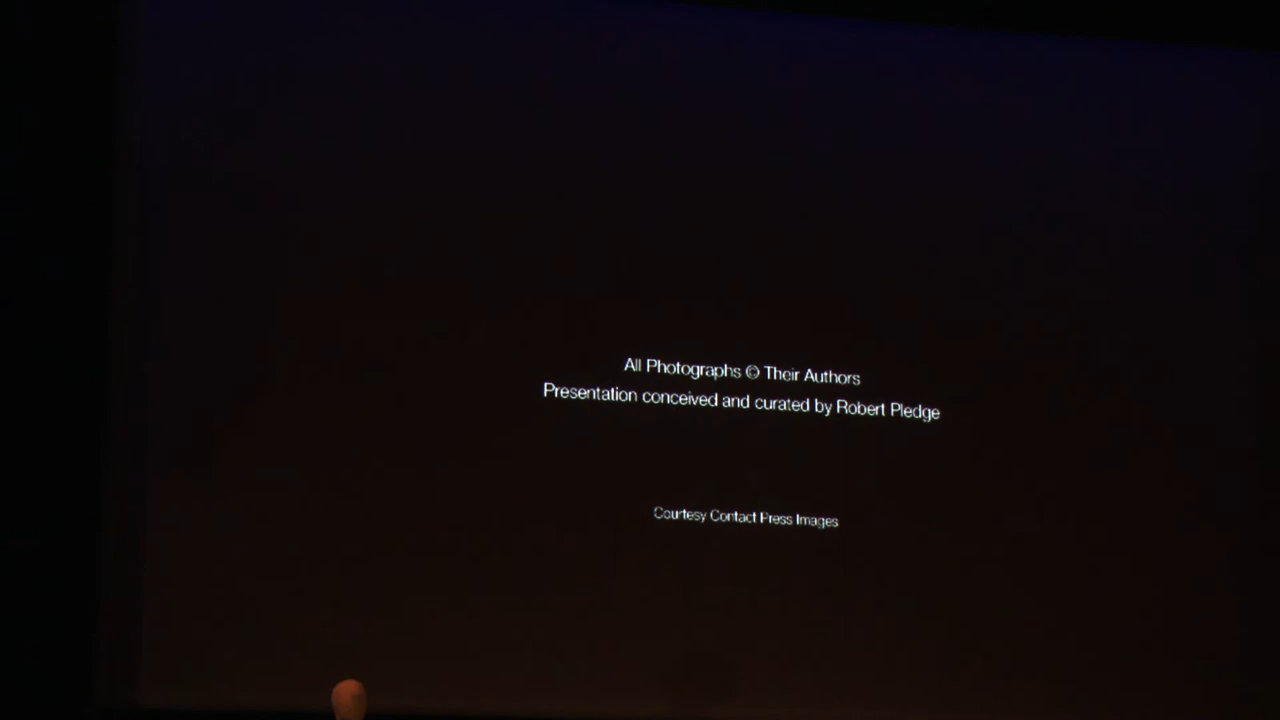 All Photographs © Their Authors
Presentation conceived and curated by Robert Pledge
Courtesy Contact Press Images